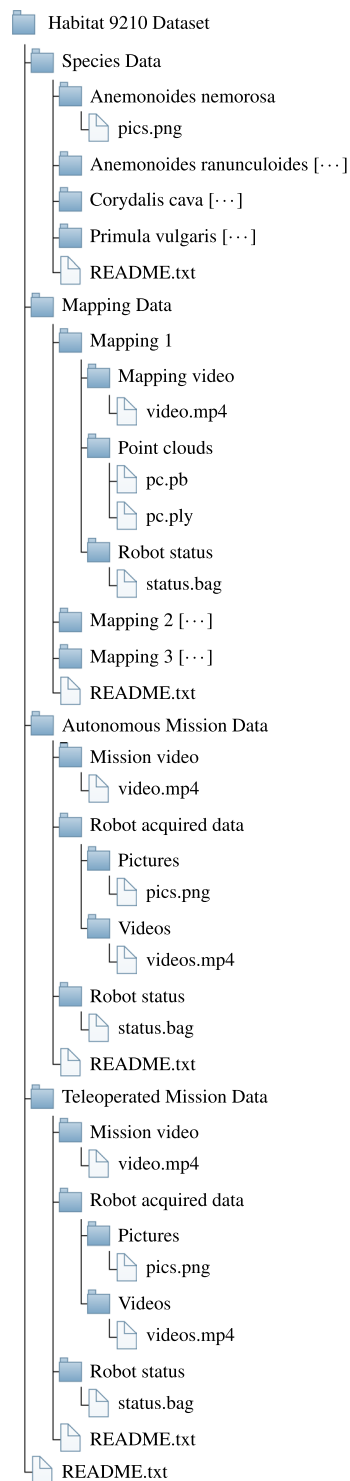 Habitat 9210 Dataset
Species Data
Anemonoides nemorosa
pics.png
Anemonoides ranunculoides [···]
Corydalis cava [···]
Primula vulgaris [···]
README.txt
Mapping Data
Mapping 1
Mapping video
video.mp4
Point clouds
pc.pb
pc.ply
Robot status
status.bag
Mapping 2 [···]
Mapping 3 [···]
README.txt
Autonomous Mission Data
Mission video
video.mp4
Robot acquired data
Pictures
pics.png
Videos
videos.mp4
Robot status
status.bag
README.txt
Teleoperated Mission Data
Mission video
video.mp4
Robot acquired data
Pictures
pics.png
Videos
videos.mp4
Robot status
status.bag
README.txt
README.txt